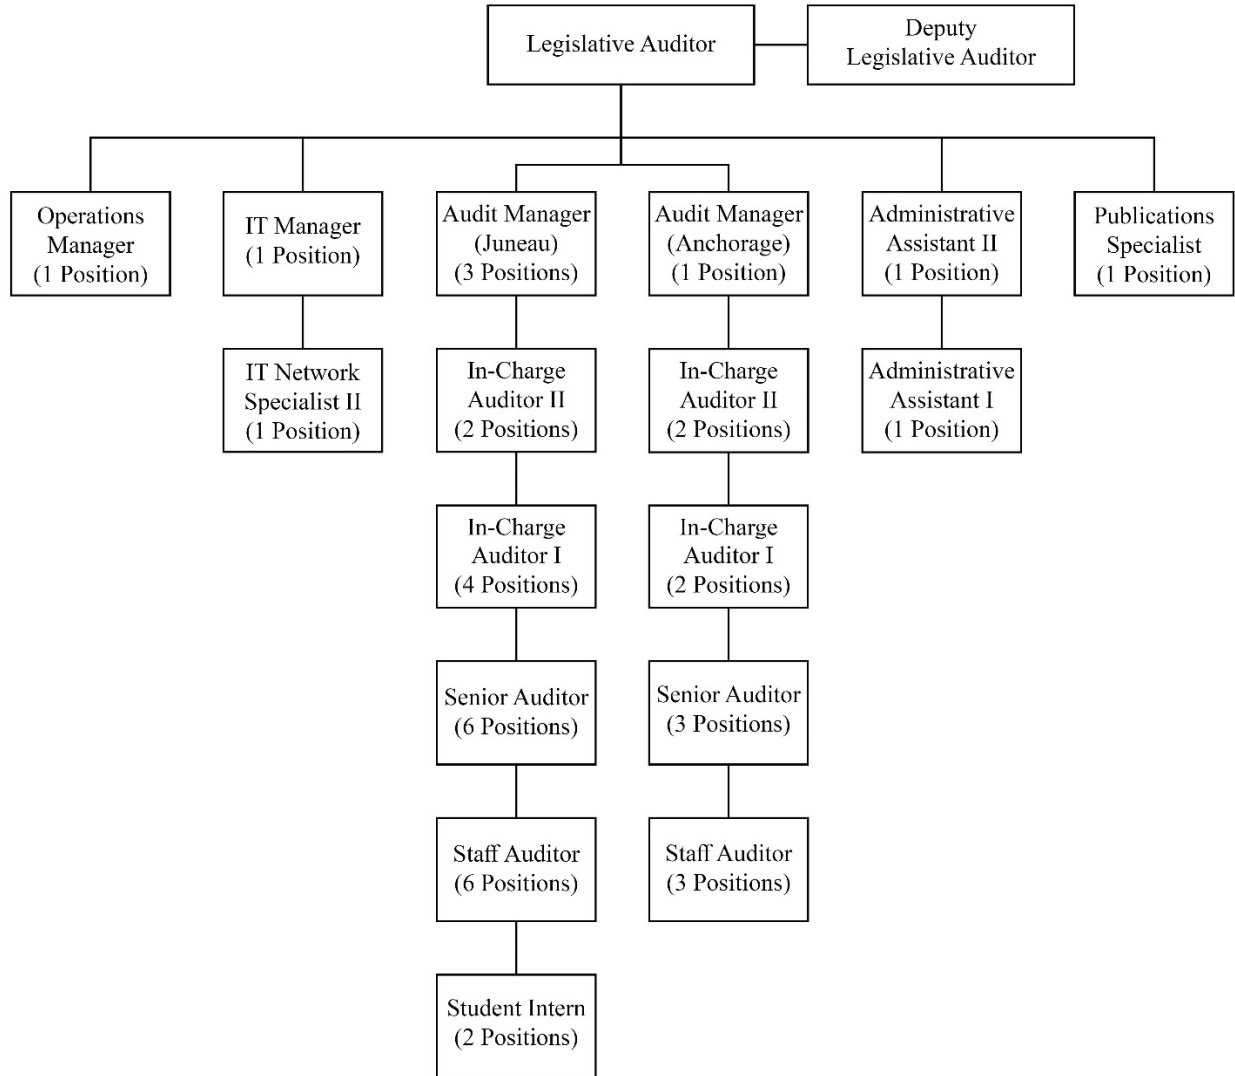 Legislative Auditor
Deputy
Legislative Auditor
Operations
Manager
(1 Position)
IT Manager
(1 Position)
Audit Manager
(Juneau)
(3 Positions)
Audit Manager
(Anchorage)
(1 Position)
Administrative
Assistant II
(1 Position)
Publications
Specialist
(1 Position)
IT Network
Specialist II
(1 Position)
In-Charge
Auditor II
(2 Positions)
In-Charge
Auditor II
(2 Positions)
Administrative
Assistant I
(1 Position)
In-Charge
Auditor I
(4 Positions)
In-Charge
Auditor I
(2 Positions)
Senior Auditor
(6 Positions)
Senior Auditor
(3 Positions)
Staff Auditor
(6 Positions)
Staff Auditor
(3 Positions)
Student Intern
(2 Positions)